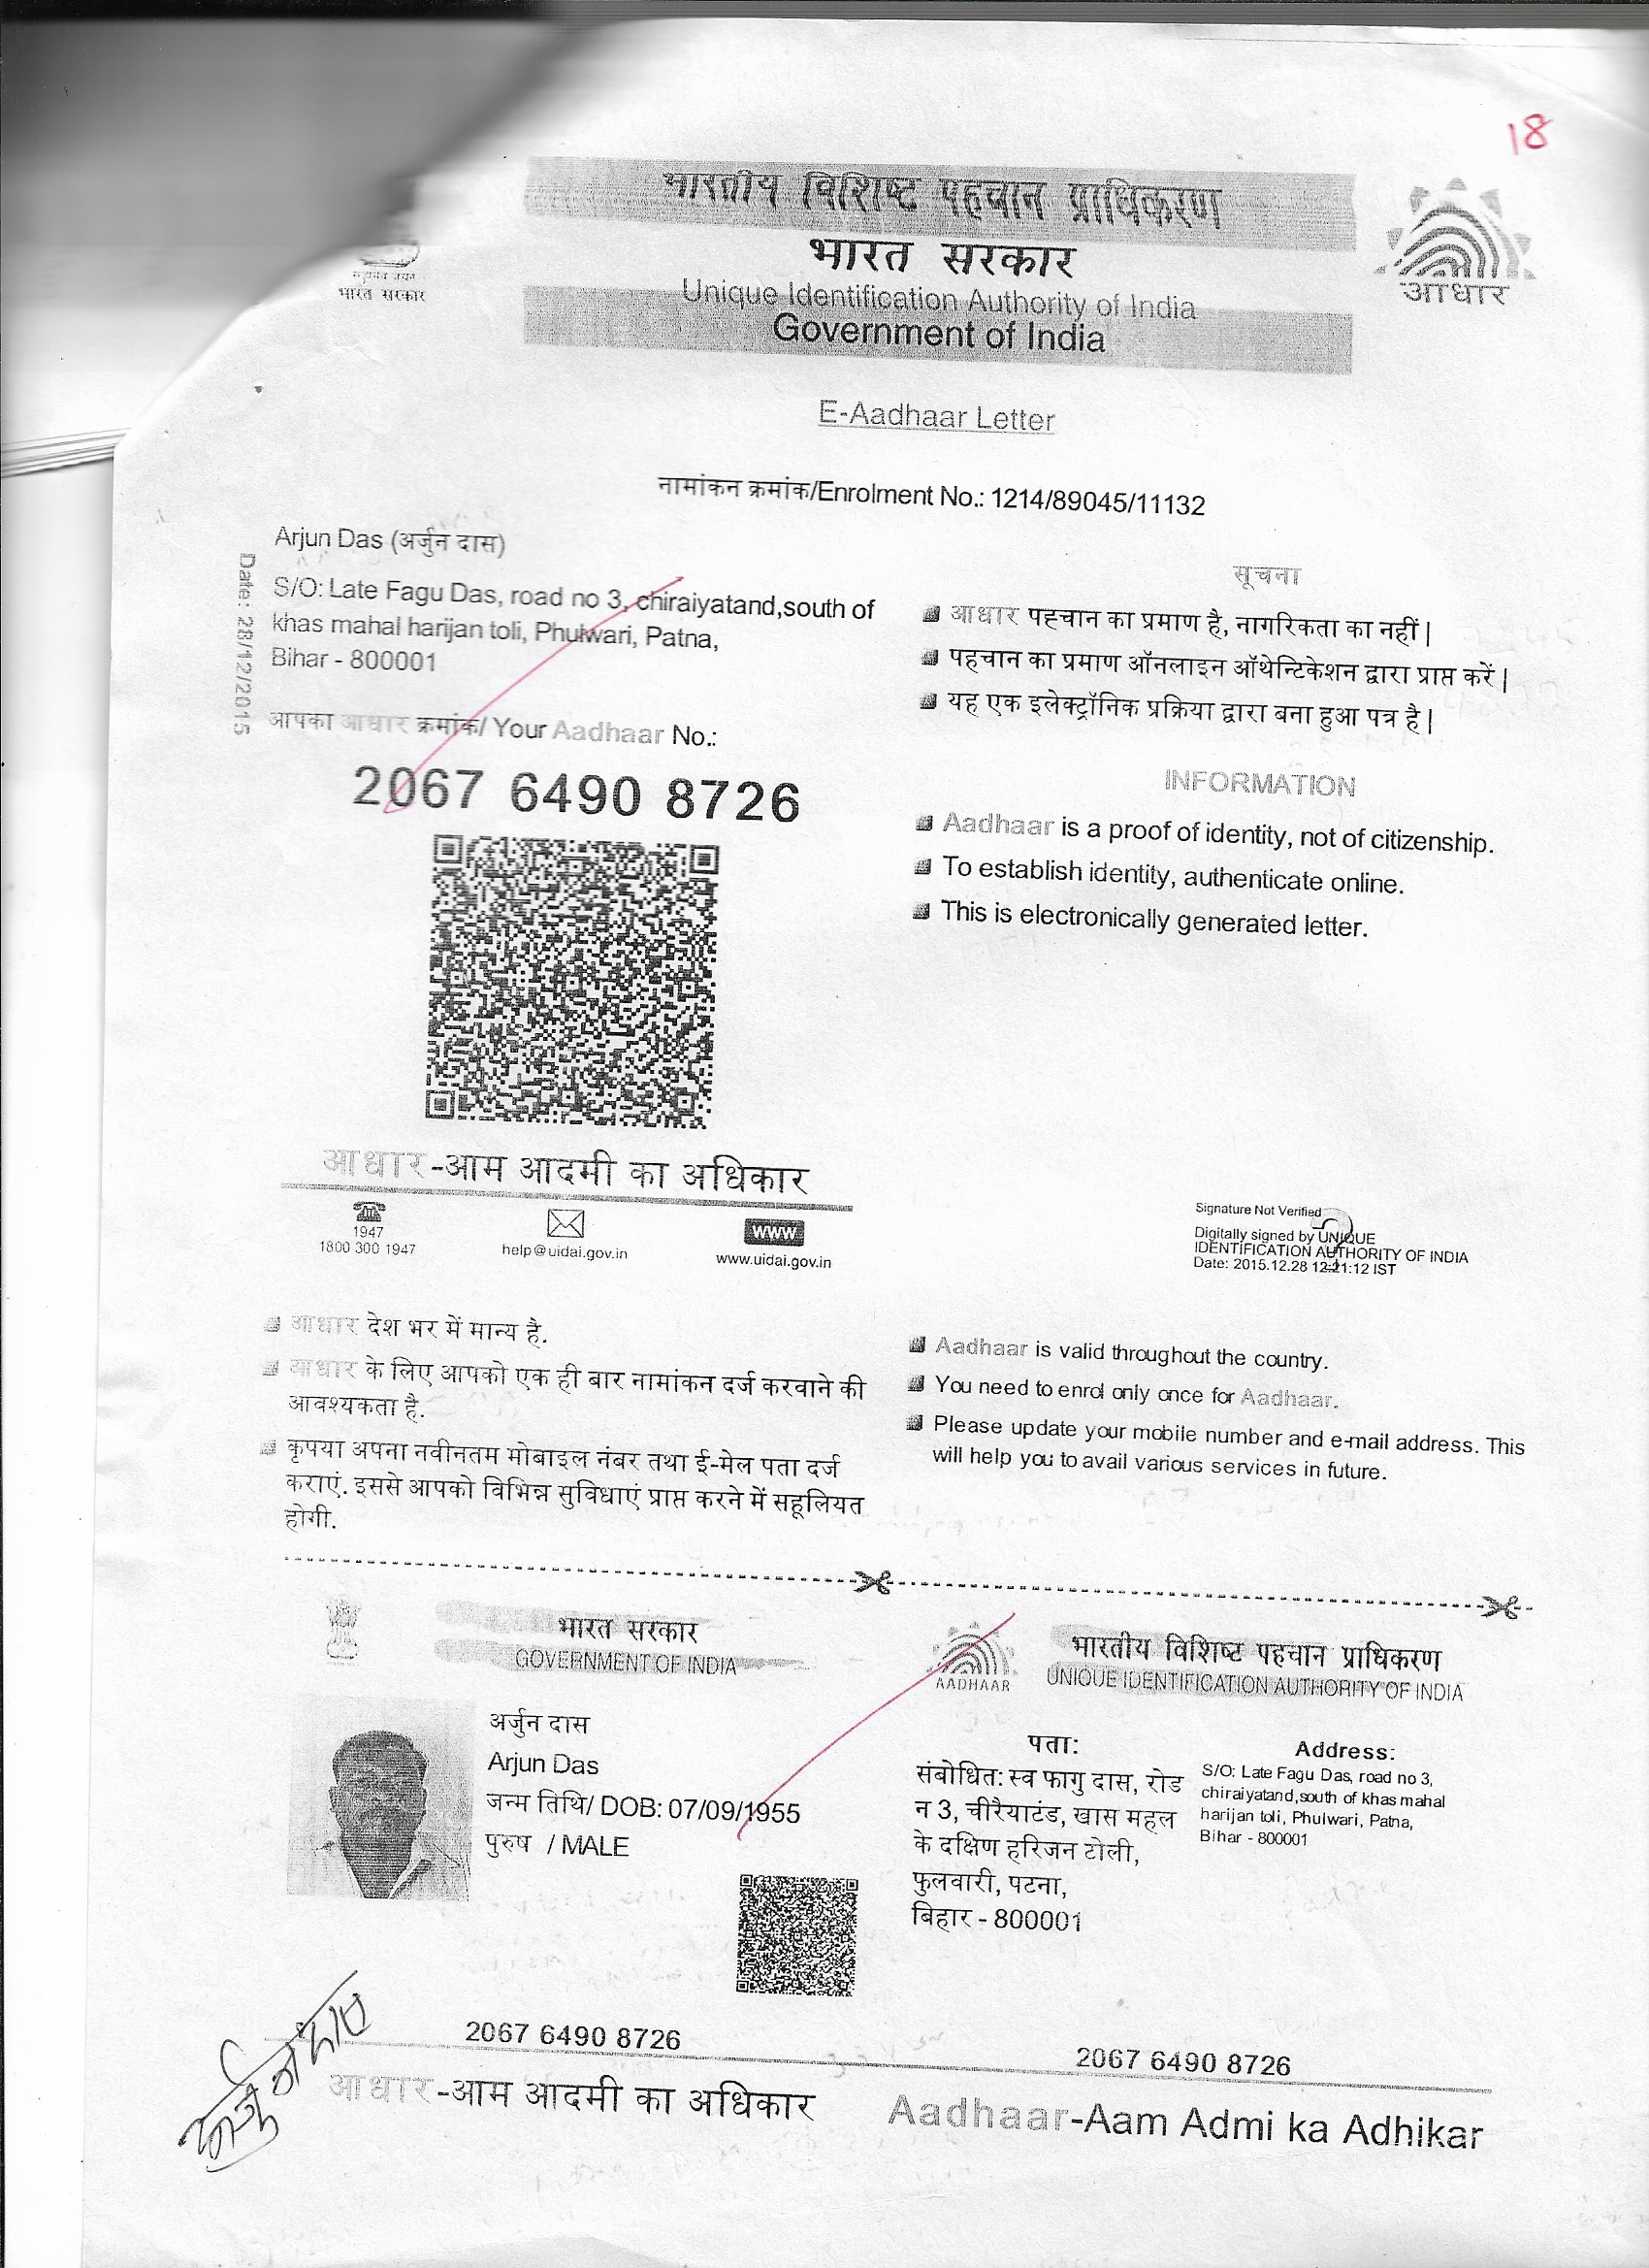 18
भारतीय विशिष्ट पहचान प्राधिकरण
भारत सरकार
Unique Identification Authority of India
Government of India
भारत सरकार
आधार
E-Aadhaar Letter
नामांकन क्रमांक/Enrolment No.: 1214/89045/11132
Date: 28/12/2015
Arjun Das (अर्जुन दास)
S/O: Late Fagu Das, road no 3, chiraiyatand,south of
khas mahal harijan toli, Phulwari, Patna,
Bihar - 800001
आपका आधार क्रमांक/ Your Aadhaar No.:
2067 6490 8726
सूचना
आधार पह्चान का प्रमाण है, नागरिकता का नहीं |
पहचान का प्रमाण ऑनलाइन ऑथेन्टिकेशन द्वारा प्राप्त करें |
यह एक इलेक्ट्रॉनिक प्रक्रिया द्वारा बना हुआ पत्र है |
INFORMATION
Aadhaar is a proof of identity, not of citizenship.
To establish identity, authenticate online.
This is electronically generated letter.
आधार-आम आदमी का अधिकार
1947
1800 300 1947
help@uidai.gov.in
www
www.uidai.gov.in
Signature Not Verified
Digitally signed by UNIQUE
IDENTIFICATION AUTHORITY OF INDIA
Date: 2015.12.28 12:21:12 IST
आधार देश भर में मान्य है.
आधार के लिए आपको एक ही बार नामांकन दर्ज करवाने की
आवश्यकता है.
कृपया अपना नवीनतम मोबाइल नंबर तथा ई-मेल पता दर्ज
कराएं. इससे आपको विभिन्न सुविधाएं प्राप्त करने में सहूलियत
होगी.
Aadhaar is valid throughout the country.
You need to enrol only once for Aadhaar.
Please update your mobile number and e-mail address. This
will help you to avail various services in future.
भारत सरकार
GOVERNMENT OF INDIA
अर्जुन दास
Arjun Das
जन्म तिथि/ DOB: 07/09/1955
पुरुष / MALE
2067 6490 8726
आधार-आम आदमी का अधिकार
AADHAAR
भारतीय विशिष्ट पहचान प्राधिकरण
UNIQUE IDENTIFICATION AUTHORITY OF INDIA
पता:
संबोधित: स्व फागु दास, रोड
न 3, चीरैयाटंड, खास महल
के दक्षिण हरिजन टोली,
फुलवारी, पटना,
बिहार - 800001
Address:
S/O: Late Fagu Das, road no 3,
chiraiyatand,south of khas mahal
harijan toli, Phulwari, Patna,
Bihar - 800001
2067 6490 8726
Aadhaar-Aam Admi ka Adhikar
अर्जुन दास